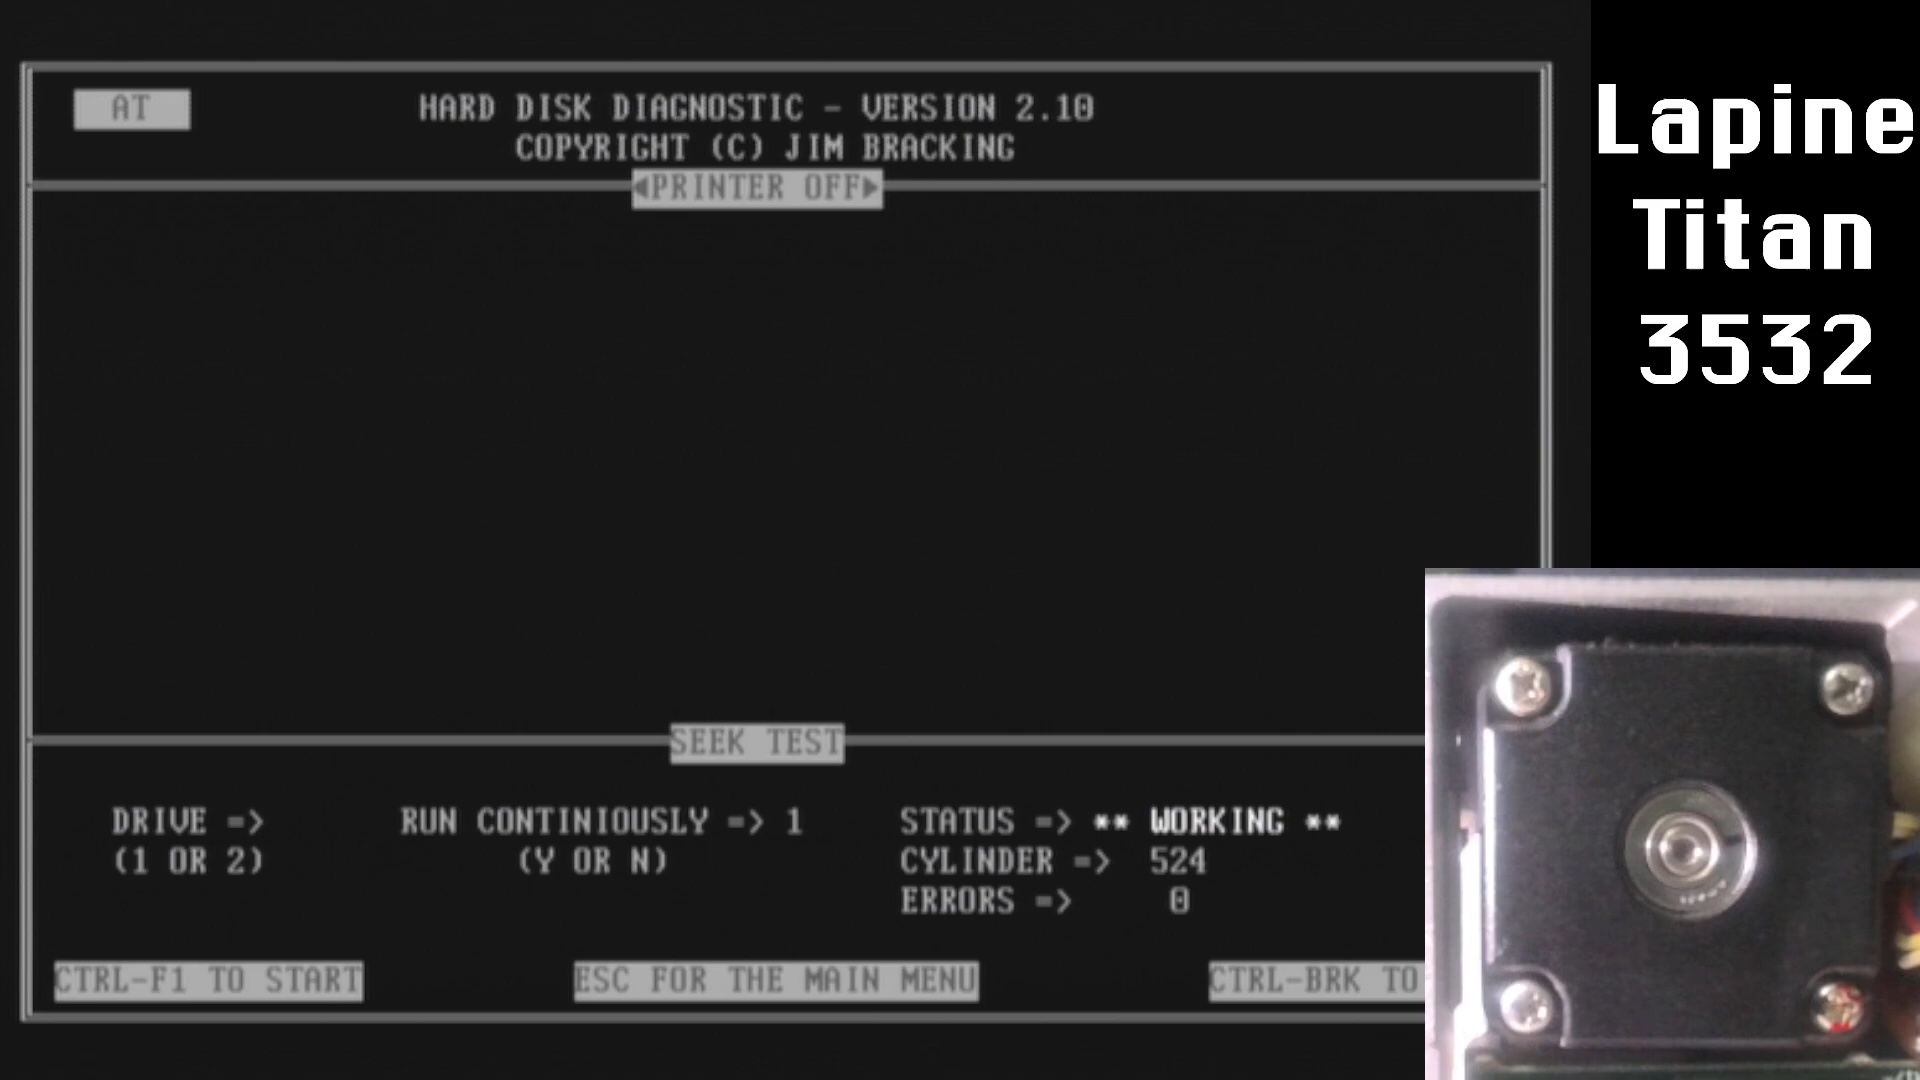 AT
HARD DISK DIAGNOSTIC - VERSION 2.10
COPYRIGHT (C) JIM BRACKING
◄PRINTER OFF►
SEEK TEST
DRIVE => RUN CONTINIOUSLY => 1 STATUS => ** WORKING **
(1 OR 2) (Y OR N) CYLINDER => 524
ERRORS => 0
CTRL-F1 TO START ESC FOR THE MAIN MENU CTRL-BRK TO
Lapine
Titan
3532